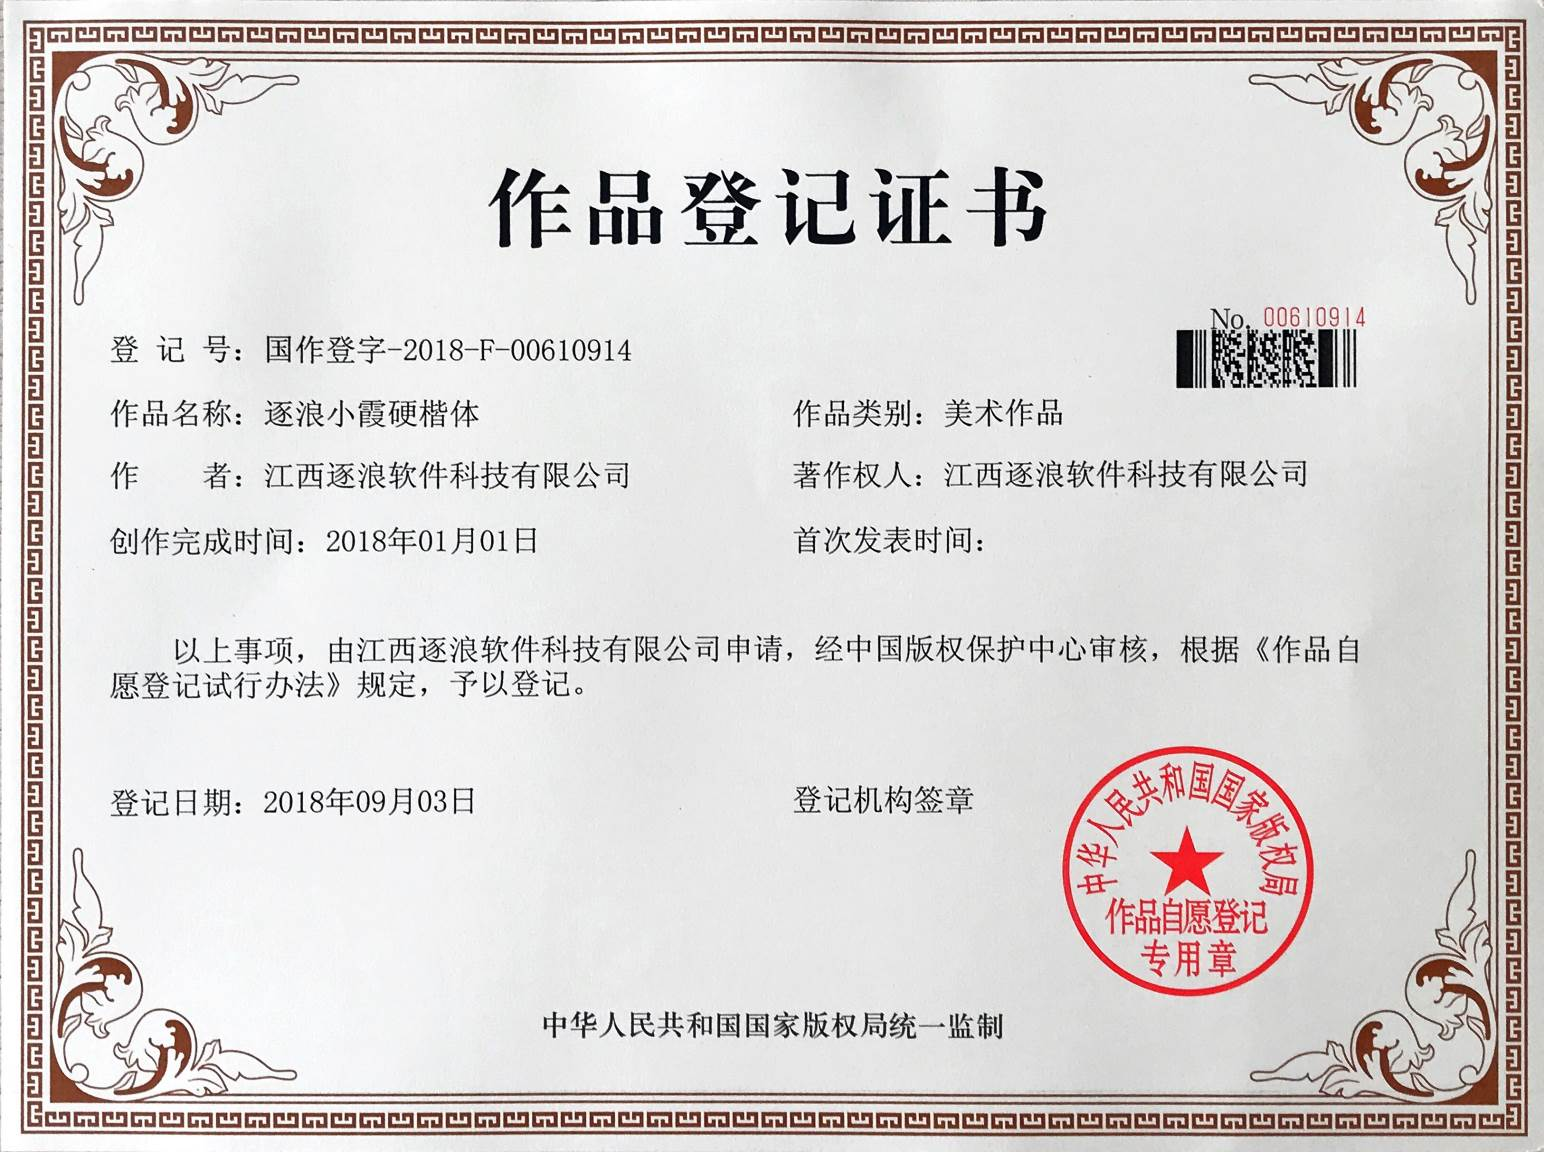 作品登记证书
No. 00610914
登记号：国作登字-2018-F-00610914
作品名称：逐浪小霞硬楷体
作品类别：美术作品
作者：江西逐浪软件科技有限公司
著作权人：江西逐浪软件科技有限公司
创作完成时间：2018年01月01日
首次发表时间：
以上事项，由江西逐浪软件科技有限公司申请，经中国版权保护中心审核，根据《作品自
愿登记试行办法》规定，予以登记。
登记日期：2018年09月03日
登记机构签章
中华人民共和国国家版权局
作品自愿登记
专用章
中华人民共和国国家版权局统一监制